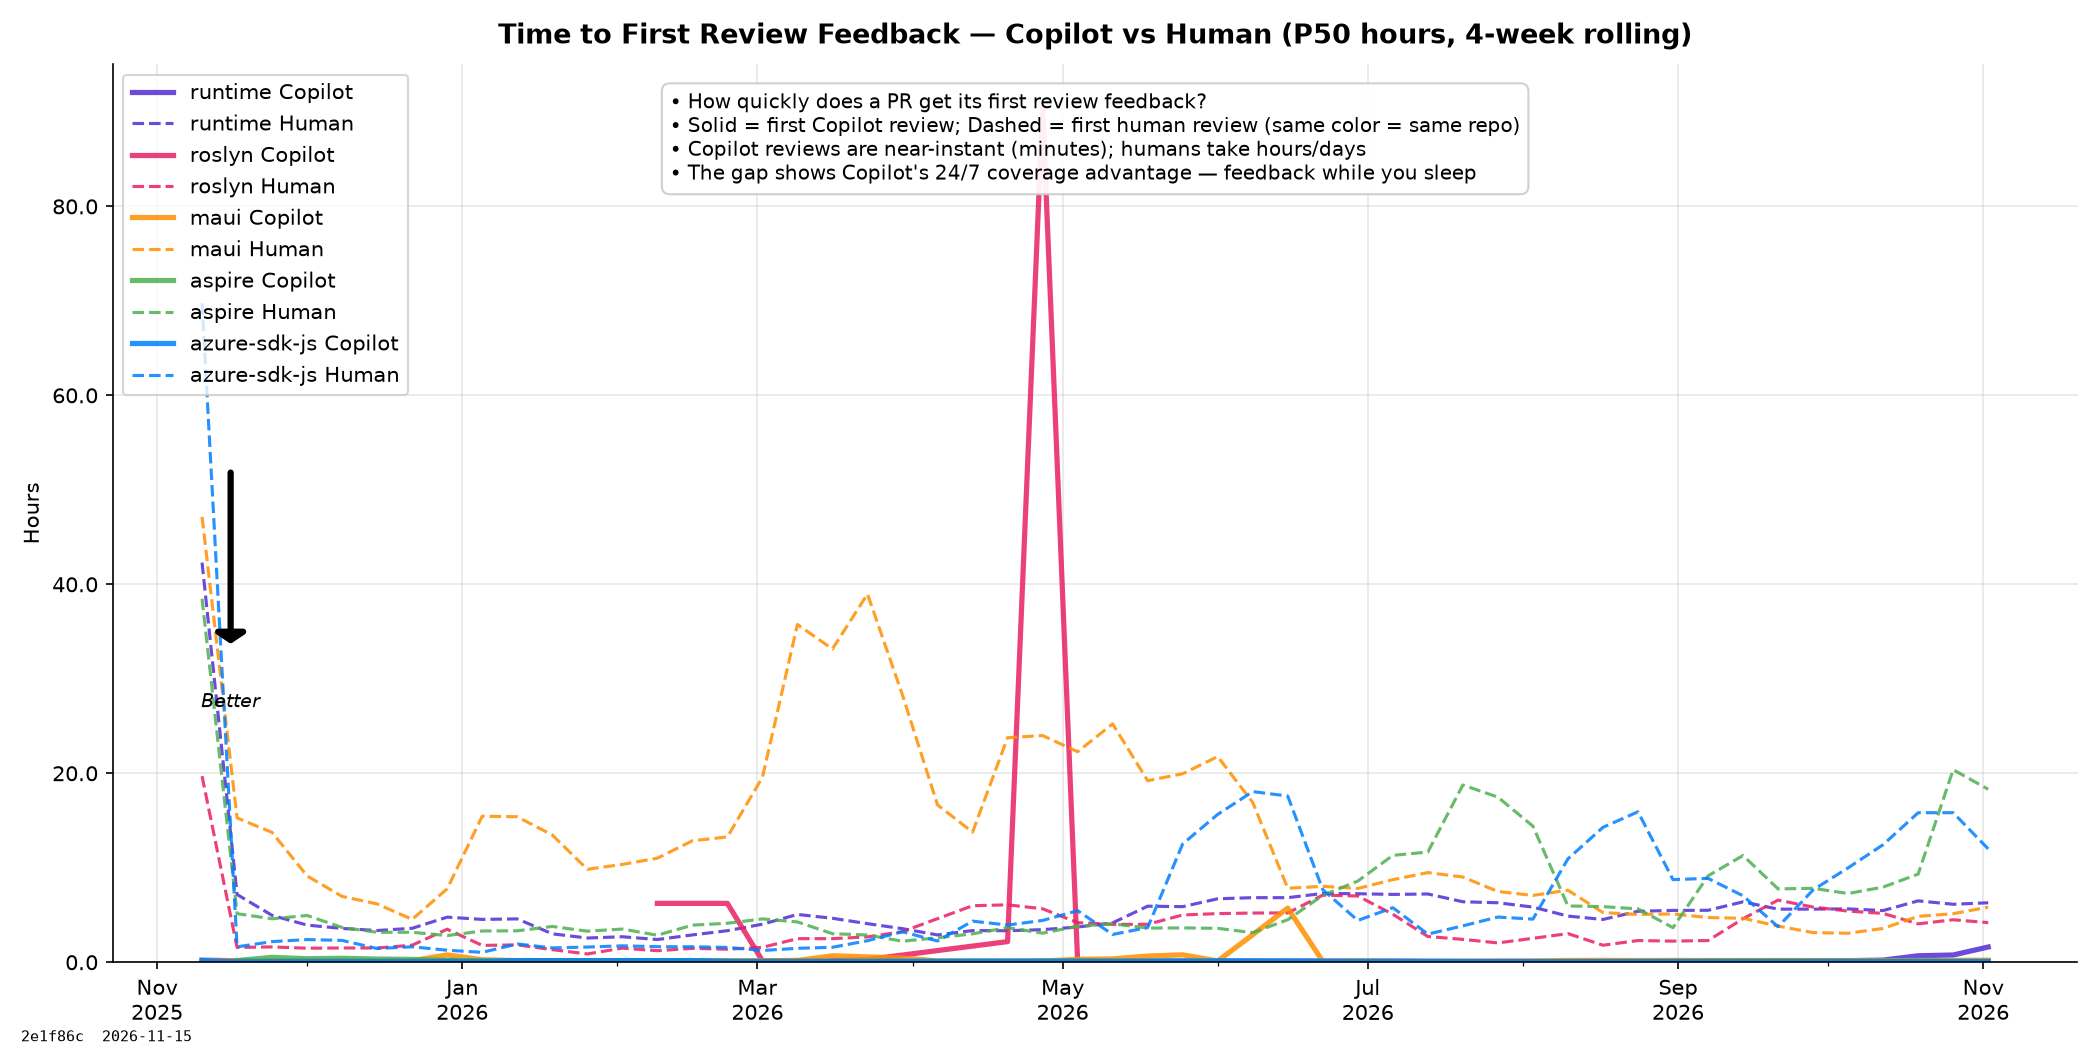 Time to First Review Feedback — Copilot vs Human (P50 hours, 4-week rolling)
runtime Copilot
runtime Human
roslyn Copilot
roslyn Human
maui Copilot
maui Human
aspire Copilot
aspire Human
azure-sdk-js Copilot
azure-sdk-js Human
• How quickly does a PR get its first review feedback?
• Solid = first Copilot review; Dashed = first human review (same color = same repo)
• Copilot reviews are near-instant (minutes); humans take hours/days
• The gap shows Copilot's 24/7 coverage advantage — feedback while you sleep
80.0
60.0
40.0
20.0
0.0
Hours
Better
Nov 2025
Jan 2026
Mar 2026
May 2026
Jul 2026
Sep 2026
Nov 2026
2e1f86c 2026-11-15